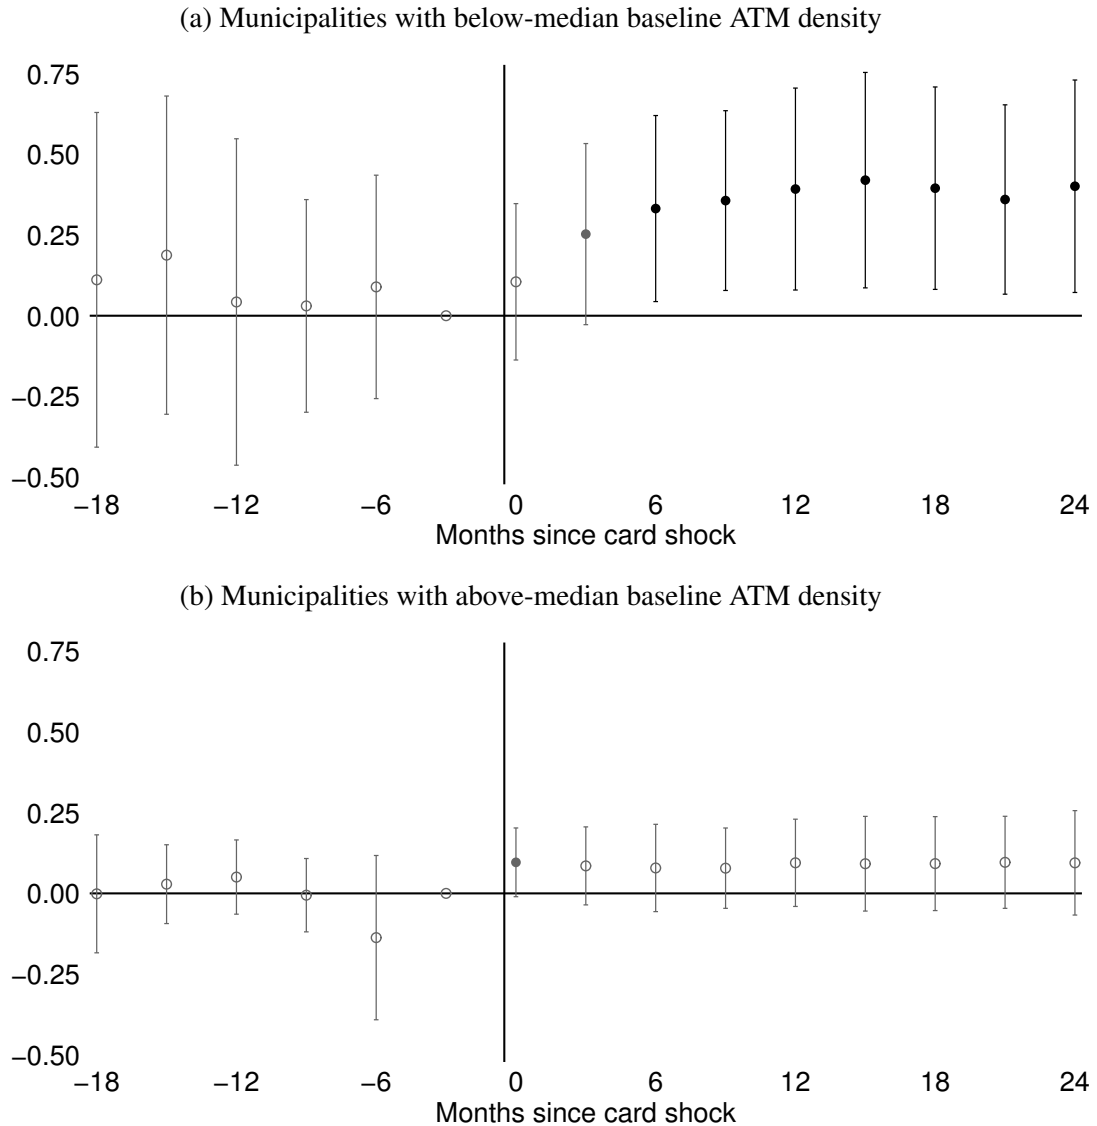 (a) Municipalities with below-median baseline ATM density
0.75
0.50
0.25
0.00
−0.25
−0.50
−18 −12 −6 0 6 12 18 24
Months since card shock
(b) Municipalities with above-median baseline ATM density
0.75
0.50
0.25
0.00
−0.25
−0.50
−18 −12 −6 0 6 12 18 24
Months since card shock